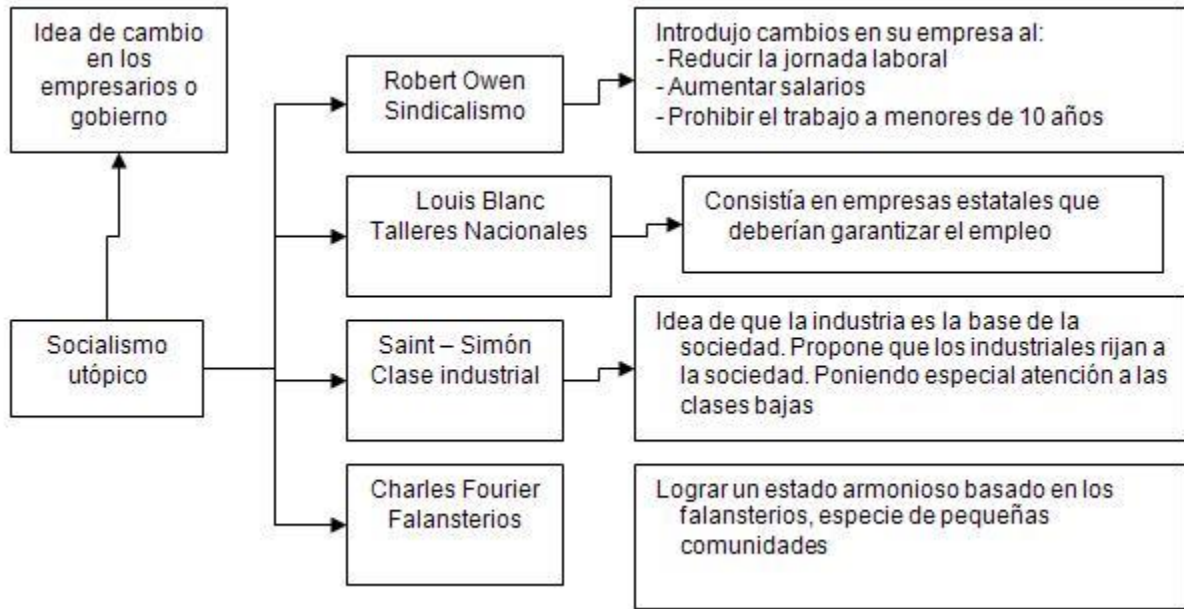 Idea de cambio
en los
empresarios o
gobierno
Socialismo
utópico
Robert Owen
Sindicalismo
Introdujo cambios en su empresa al:
- Reducir la jornada laboral
- Aumentar salarios
- Prohibir el trabajo a menores de 10 años
Louis Blanc
Talleres Nacionales
Consistía en empresas estatales que
deberían garantizar el empleo
Saint – Simón
Clase industrial
Idea de que la industria es la base de la
sociedad. Propone que los industriales rijan a
la sociedad. Poniendo especial atención a las
clases bajas
Charles Fourier
Falansterios
Lograr un estado armonioso basado en los
falansterios, especie de pequeñas
comunidades